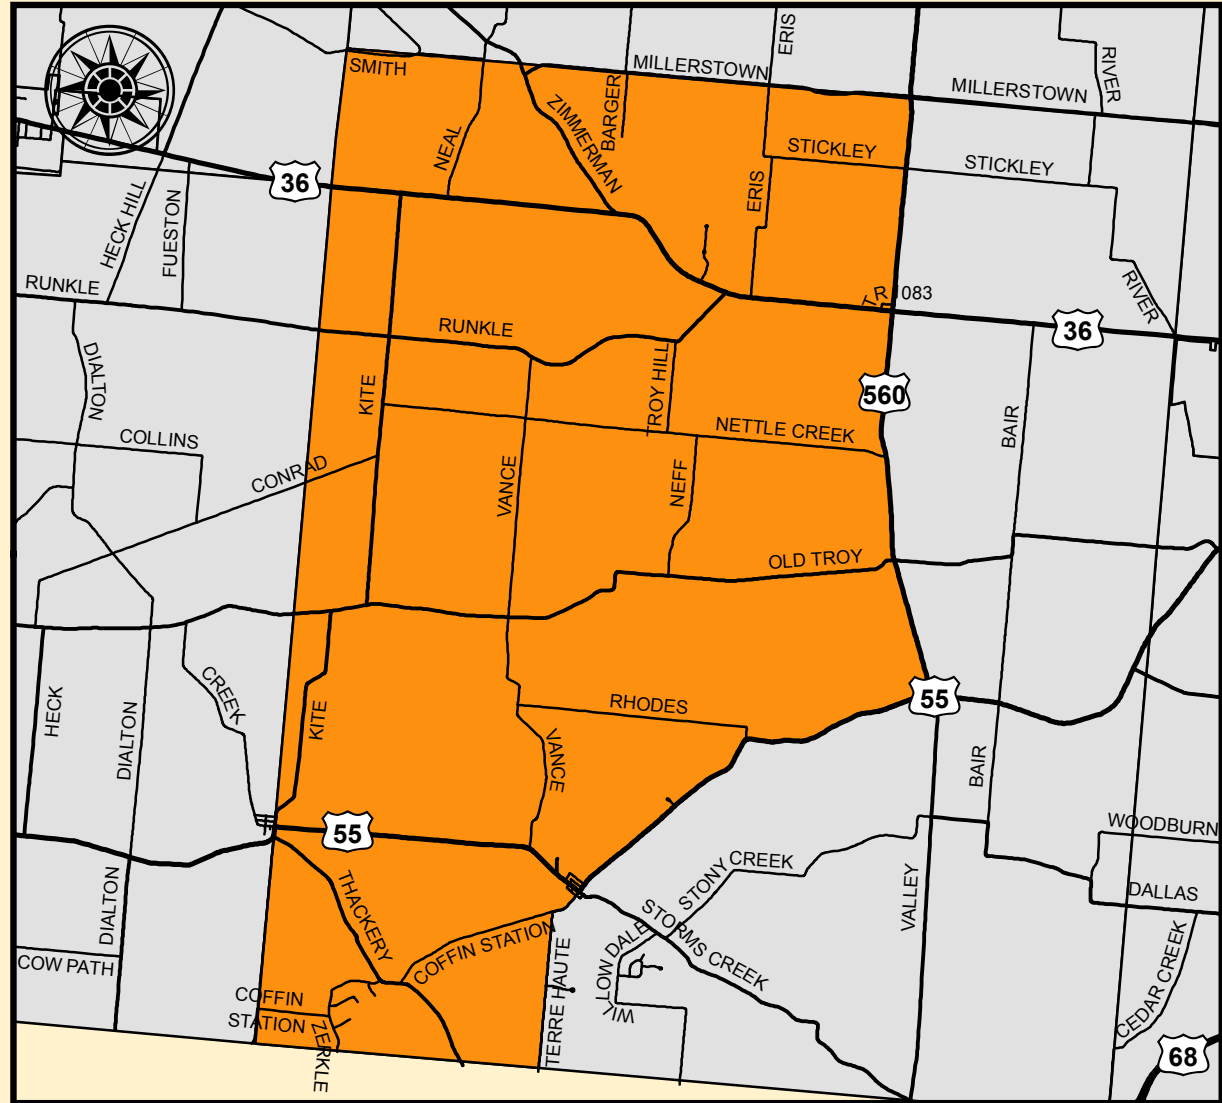 ERIS
SMITH
MILLERSTOWN
RIVER
MILLERSTOWN
BARGER
ZIMMERMAN
NEAL
STICKLEY
STICKLEY
36
ERIS
HECK HILL
FUESTON
RUNKLE
TR 1083
RIVER
RUNKLE
36
DIALTON
KITE
TROY HILL
560
BAIR
COLLINS
NETTLE CREEK
CONRAD
VANCE
NEFF
OLD TROY
HECK
DIALTON
CREEK
KITE
RHODES
55
VANCE
BAIR
55
WOODBURN
DIALTON
THACKERY
STONY CREEK
VALLEY
DALLAS
COW PATH
COFFIN STATION
STORMS CREEK
WIL
LOW DALE
TERRE HAUTE
CEDAR CREEK
COFFIN
STATION
ZERKLE
68